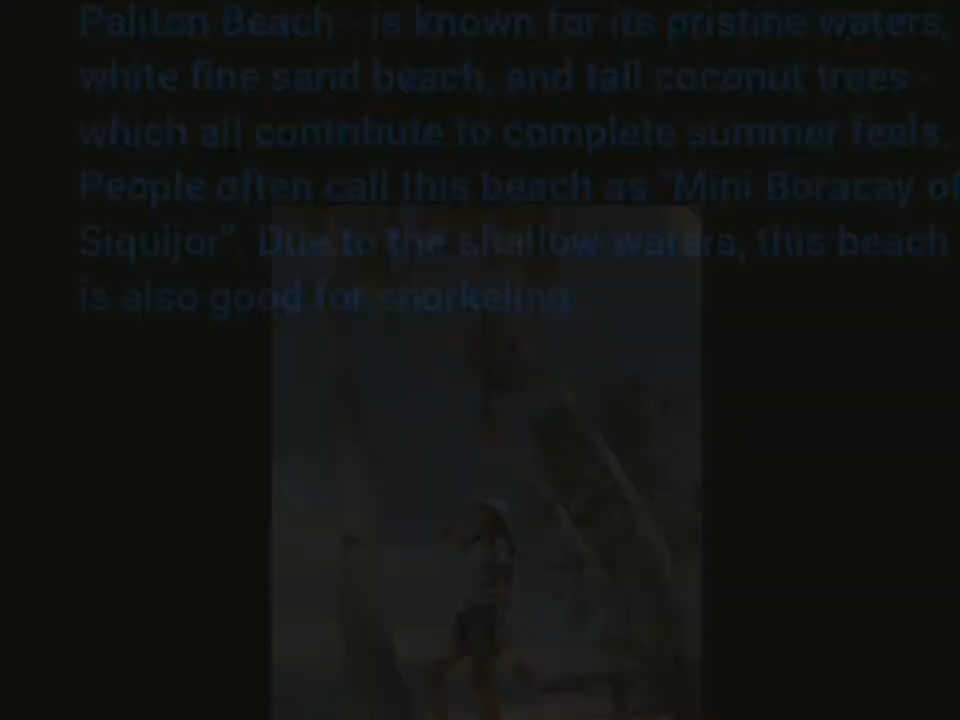 Paliton Beach - is known for its pristine waters,
white fine sand beach, and tall coconut trees -
which all contribute to complete summer feels.
People often call this beach as "Mini Boracay of
Siquijor". Due to the shallow waters, this beach
is also good for snorkeling.